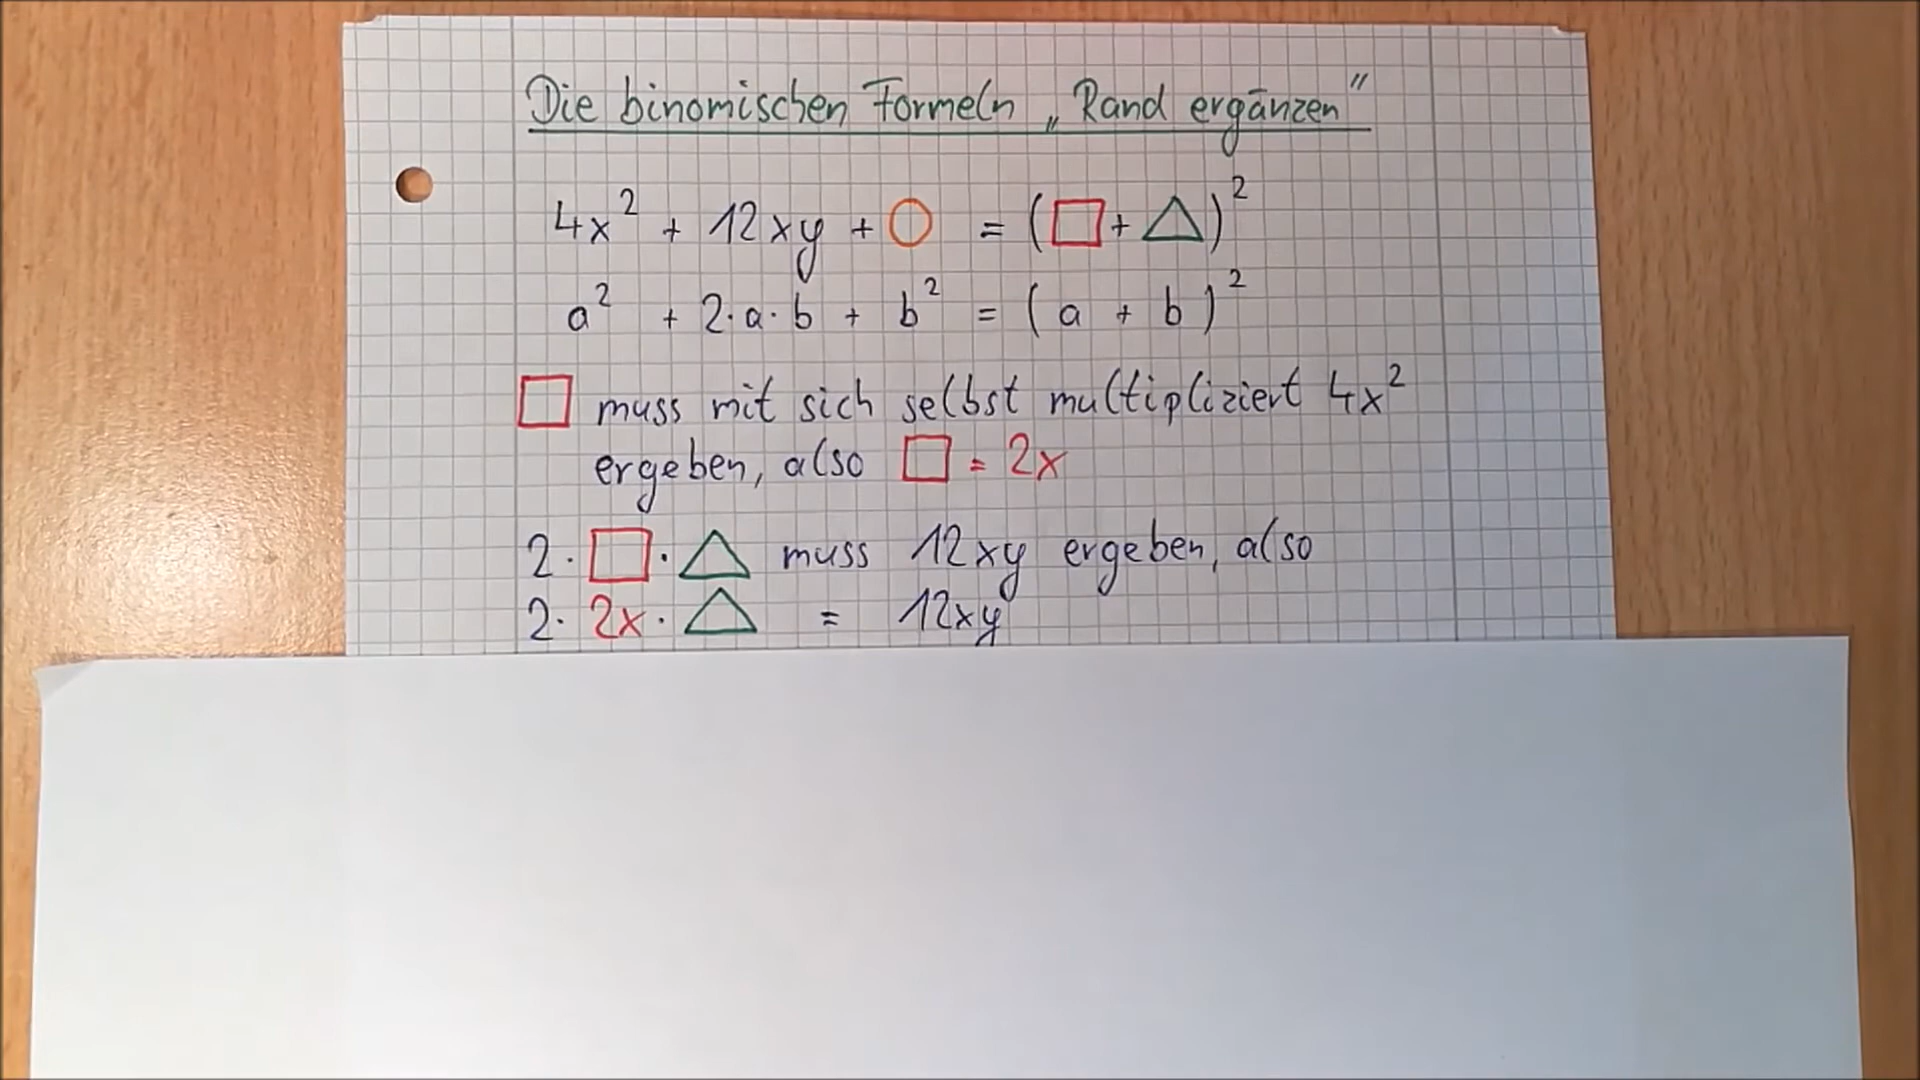 Die binomischen Formeln „Rand ergänzen"
4x² + 12xy + ○ = (□ + △)²
a² + 2·a·b + b² = (a + b)²
□ muss mit sich selbst multipliziert 4x²
ergeben, also □ = 2x
2·□·△ muss 12xy ergeben, also
2·2x·△ = 12xy